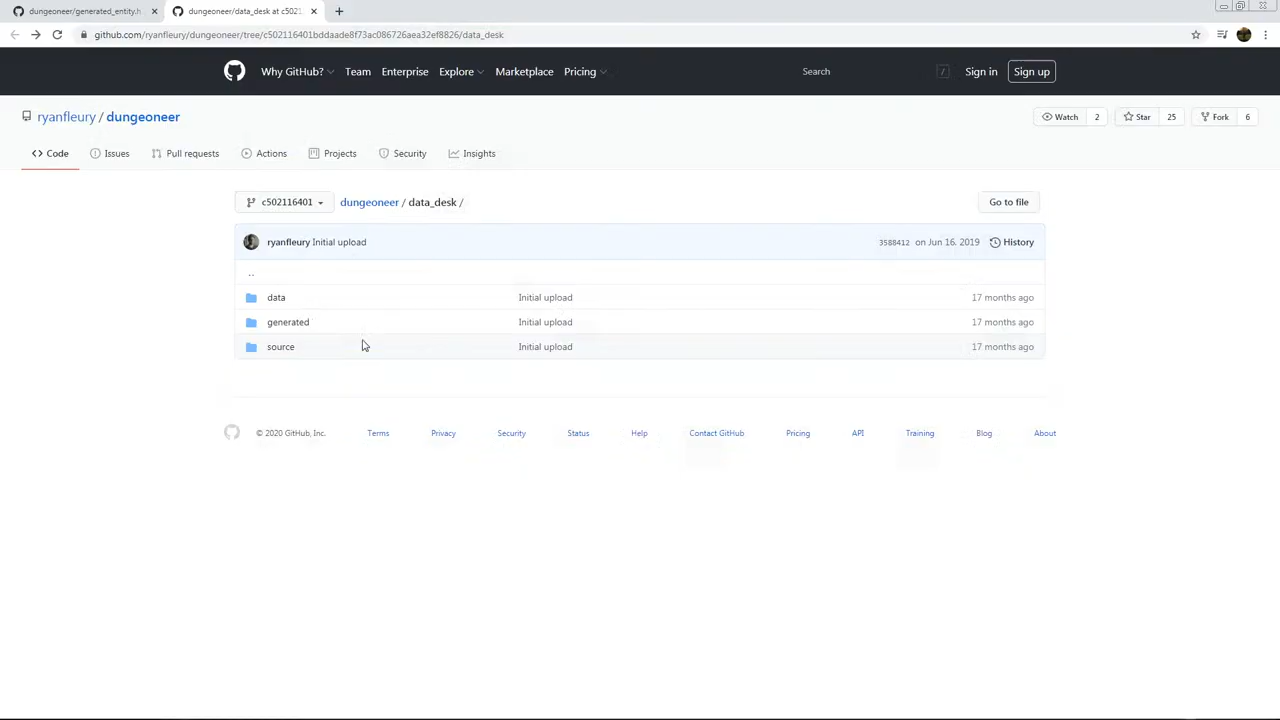 dungeoneer/generated_entity.h
dungeoneer/data_desk at c5021
github.com/ryanfleury/dungeoneer/tree/c502116401bddaade8f73ac086726aea32ef8826/data_desk
Why GitHub? Team Enterprise Explore Marketplace Pricing Search / Sign in Sign up
ryanfleury / dungeoneer Watch 2 Star 25 Fork 6
Code Issues Pull requests Actions Projects Security Insights
c502116401 dungeoneer / data_desk / Go to file
ryanfleury Initial upload 3588412 on Jun 16, 2019 History
..
data Initial upload 17 months ago
generated Initial upload 17 months ago
source Initial upload 17 months ago
© 2020 GitHub, Inc. Terms Privacy Security Status Help Contact GitHub Pricing API Training Blog About